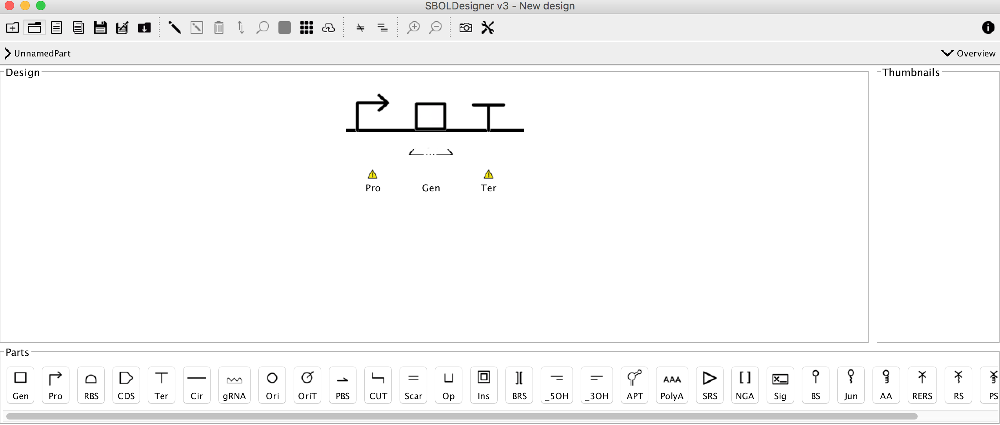 SBOLDesigner v3 - New design
UnnamedPart
Overview
Design
Thumbnails
Pro Gen Ter
Parts
Gen Pro RBS CDS Ter Cir gRNA Ori OriT PBS CUT Scar Op Ins BRS _5OH _3OH APT PolyA SRS NGA Sig BS Jun AA RERS RS PS